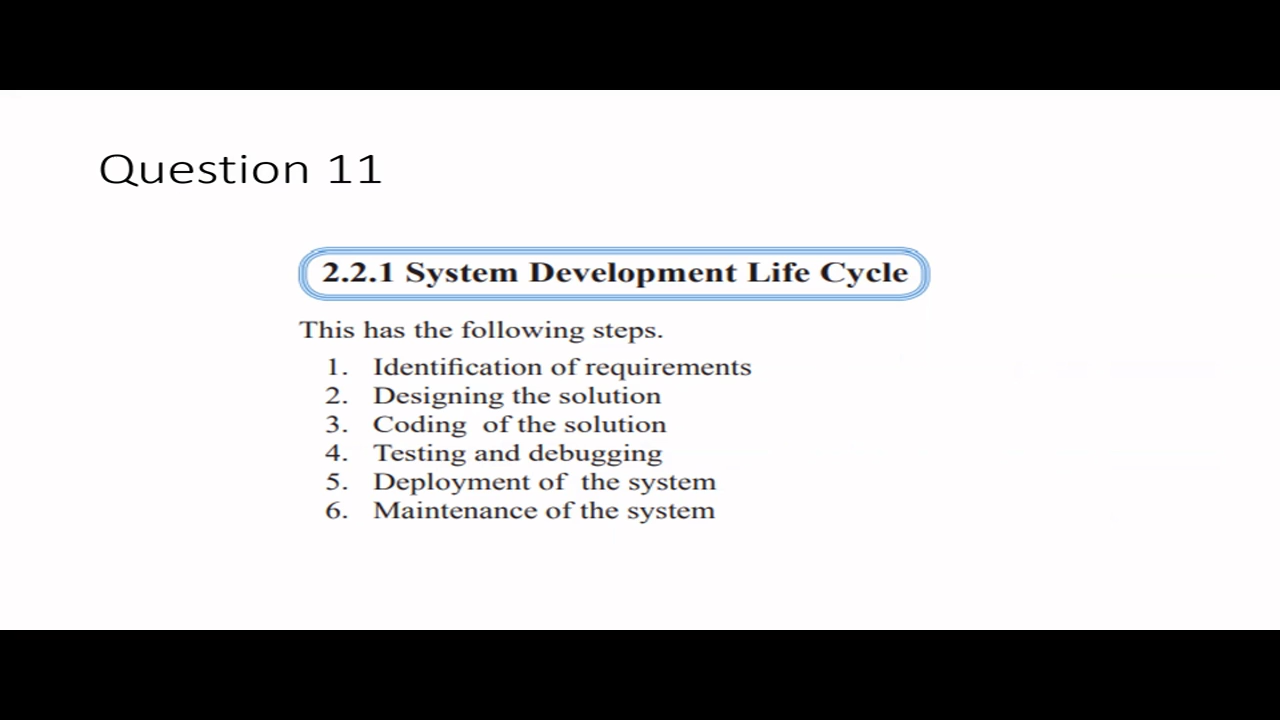 Question 11
2.2.1 System Development Life Cycle
This has the following steps.
1. Identification of requirements
2. Designing the solution
3. Coding of the solution
4. Testing and debugging
5. Deployment of the system
6. Maintenance of the system